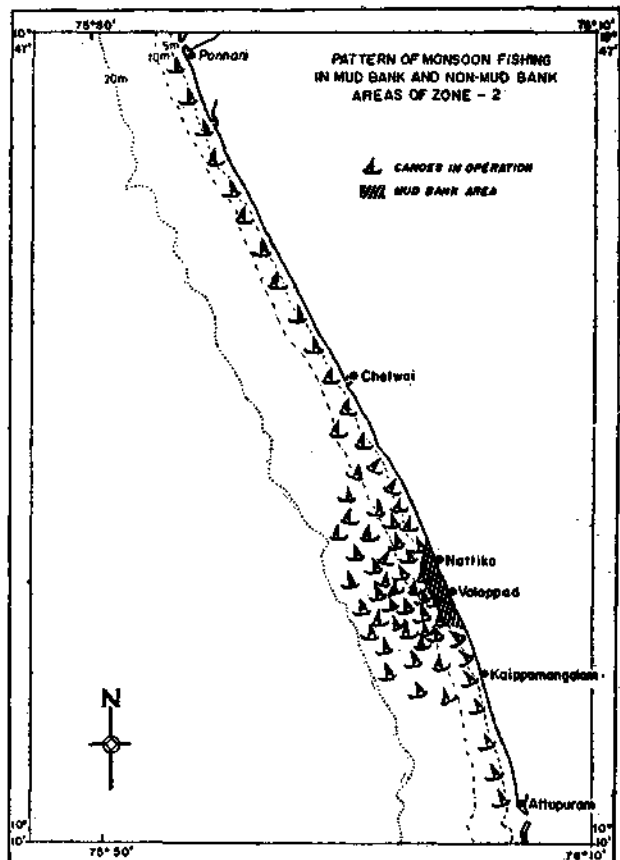 75°50'
76°10'
10°
47'
10°
47'
5m
10m
20m
Ponnani
PATTERN OF MONSOON FISHING
IN MUD BANK AND NON-MUD BANK
AREAS OF ZONE - 2
CANOES IN OPERATION
MUD BANK AREA
Chetwai
Nattika
Valappad
Kaippamangalam
N
Attupuram
10°
10'
10°
10'
75° 50'
76°10'